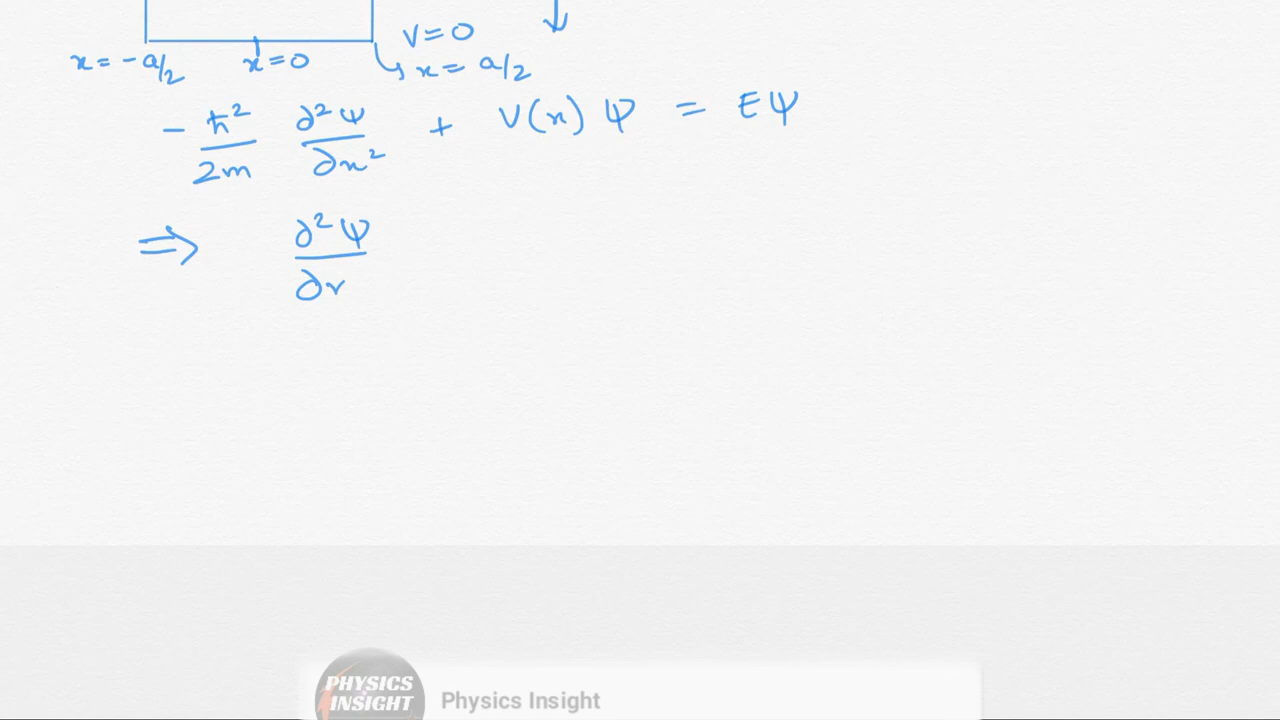 V=0
x = -a/2 x=0 x = a/2
- ℏ²/2m ∂²ψ/∂x² + V(x) ψ = Eψ
⇒ ∂²ψ/∂
PHYSICS INSIGHT
Physics Insight